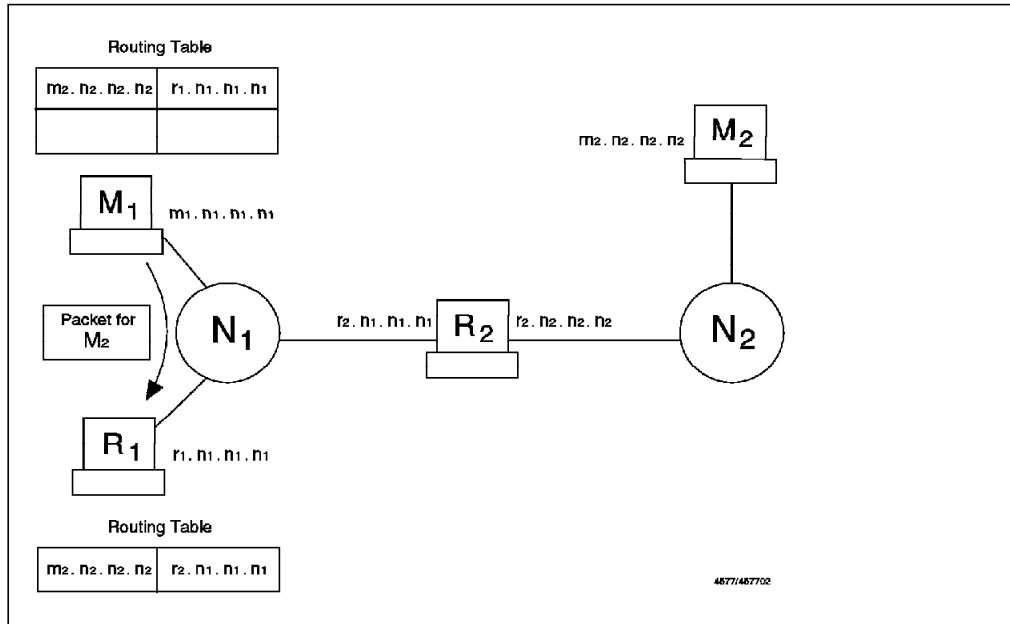 Routing Table
m₂. n₂. n₂. n₂ r₁. n₁. n₁. n₁
M₁
m₁. n₁. n₁. n₁
Packet for
M₂
N₁
R₁
r₁. n₁. n₁. n₁
Routing Table
m₂. n₂. n₂. n₂ r₂. n₁. n₁. n₁
r₂. n₁. n₁. n₁
R₂
r₂. n₂. n₂. n₂
m₂. n₂. n₂. n₂
M₂
N₂
4577/457702